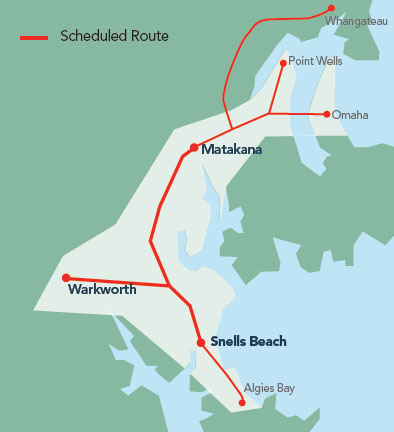 Whangateau
Scheduled Route
Point Wells
Omaha
Matakana
Warkworth
Snells Beach
Algies Bay